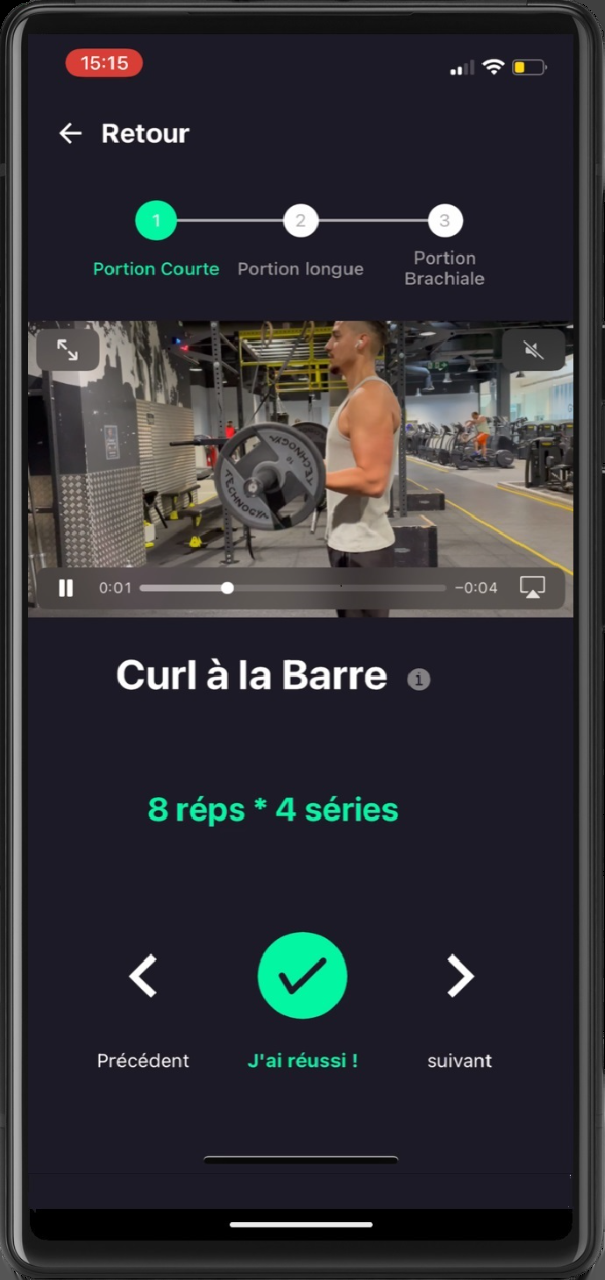 15:15
Retour
1
2
3
Portion Courte
Portion longue
Portion
Brachiale
TECHNOGYM
TECHNOGYM
0:01
-0:04
Curl à la Barre
i
8 réps * 4 séries
Précédent
J'ai réussi !
suivant